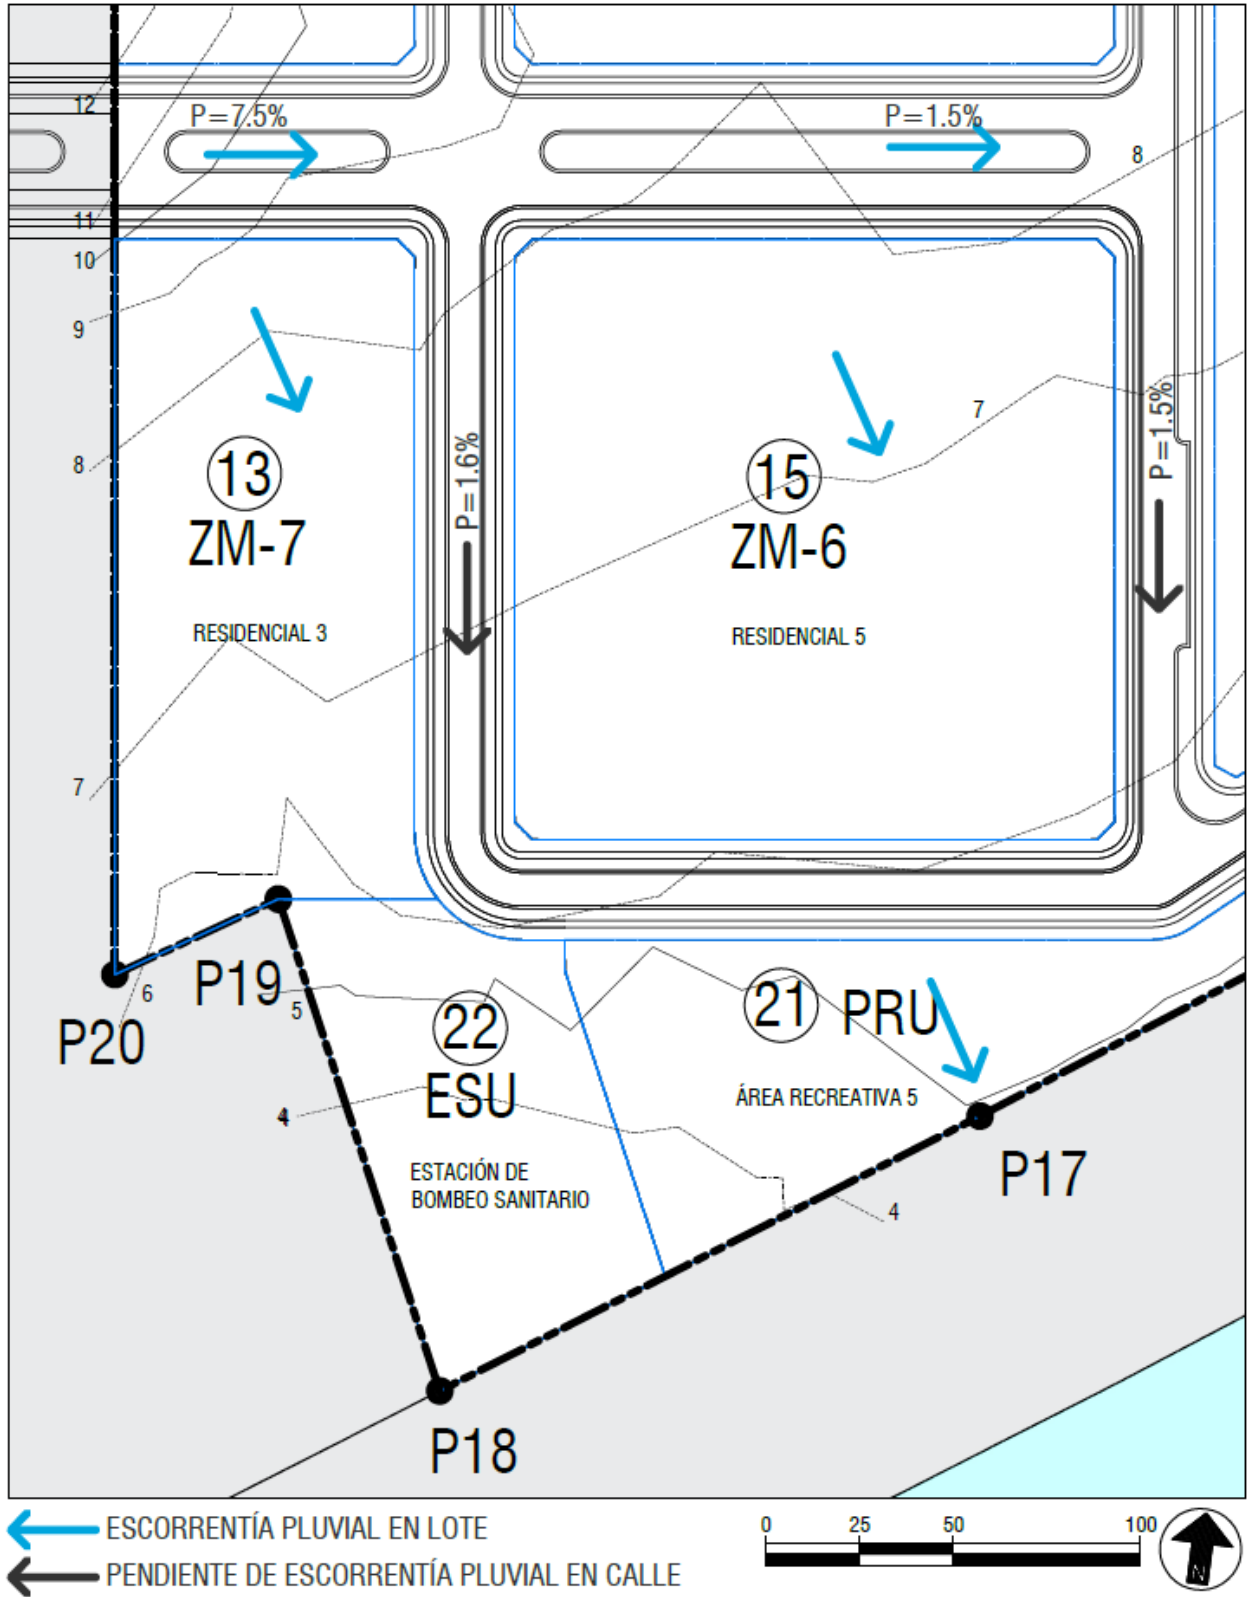 12
P=7.5%
P=1.5%
8
11
10
9
7
P=1.5%
8
13
ZM-7
P=1.6%
15
ZM-6
RESIDENCIAL 3
RESIDENCIAL 5
7
6
P19
5
P20
22
ESU
21
PRU
4
ÁREA RECREATIVA 5
ESTACIÓN DE
BOMBEO SANITARIO
P17
4
P18
ESCORRENTÍA PLUVIAL EN LOTE
PENDIENTE DE ESCORRENTÍA PLUVIAL EN CALLE
0 25 50 100
N